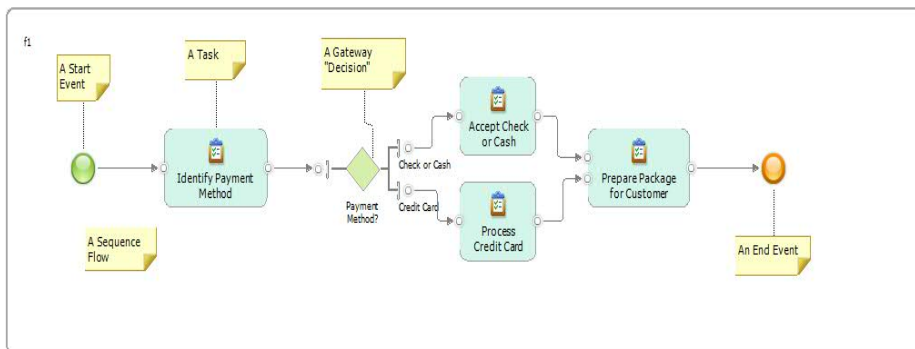 f1
A Start
Event
A Task
A Gateway
"Decision"
Identify Payment
Method
Payment
Method?
Check or Cash
Credit Card
Accept Check
or Cash
Process
Credit Card
Prepare Package
for Customer
A Sequence
Flow
An End Event